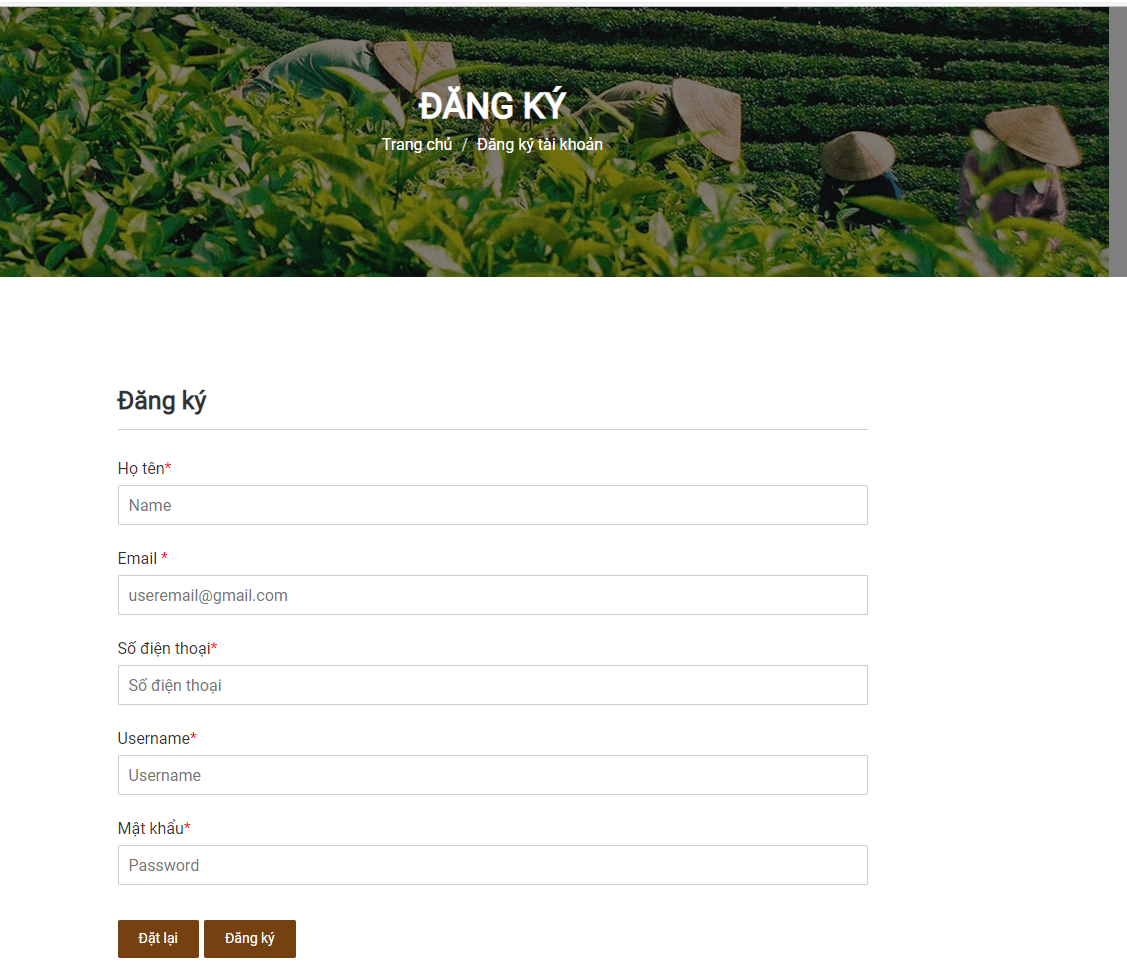 ĐĂNG KÝ
Trang chủ / Đăng ký tài khoản
Đăng ký
Họ tên*
Name
Email *
useremail@gmail.com
Số điện thoại*
Số điện thoại
Username*
Username
Mật khẩu*
Password
Đặt lại Đăng ký